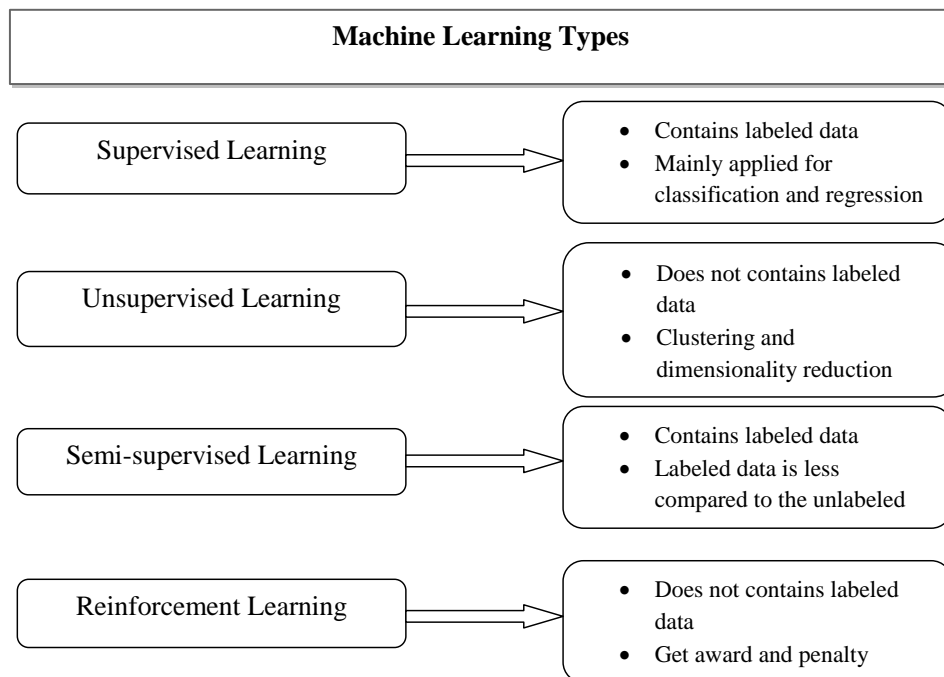 Machine Learning Types
Supervised Learning
• Contains labeled data
• Mainly applied for
classification and regression
Unsupervised Learning
• Does not contains labeled
data
• Clustering and
dimensionality reduction
Semi-supervised Learning
• Contains labeled data
• Labeled data is less
compared to the unlabeled
Reinforcement Learning
• Does not contains labeled
data
• Get award and penalty